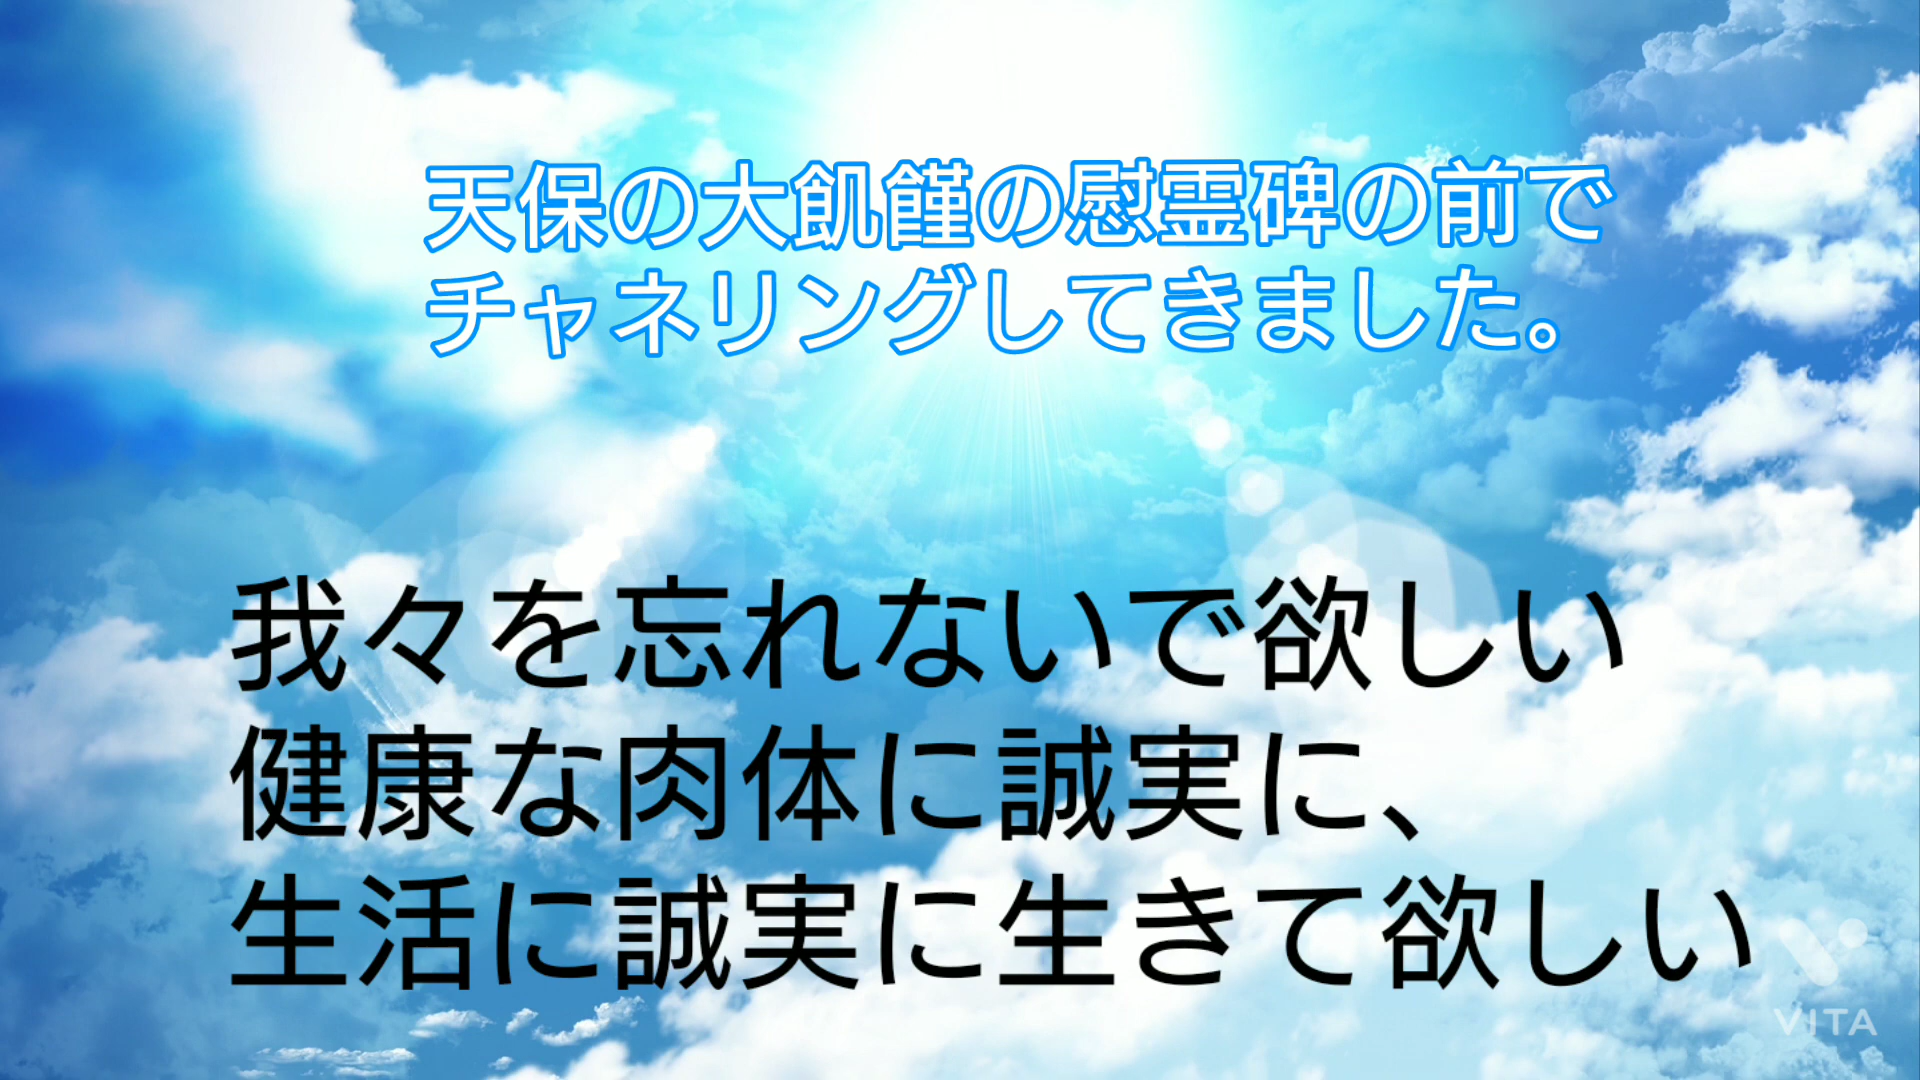 天保の大飢饉の慰霊碑の前で
チャネリングしてきました。
我々を忘れないで欲しい
健康な肉体に誠実に、
生活に誠実に生きて欲しい
VITA